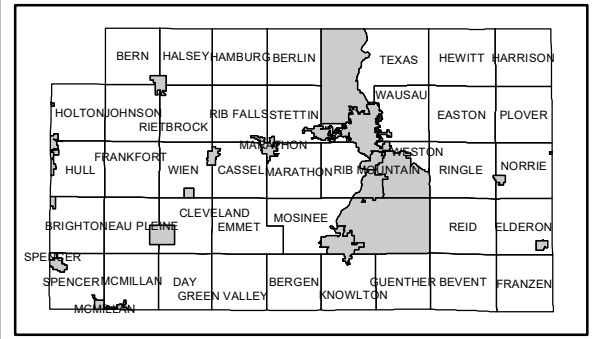 BERN HALSEY HAMBURG BERLIN TEXAS HEWITT HARRISON
WAUSAU
HOLTON JOHNSON RIB FALLS STETTIN EASTON PLOVER
RIETBROCK
MARATHON WESTON
FRANKFORT
HULL WIEN CASSEL MARATHON RIB MOUNTAIN RINGLE NORRIE
CLEVELAND MOSINEE
BRIGHTON EAU PLEINE EMMET REID ELDERON
SPENCER
SPENCER MCMILLAN DAY BERGEN GUENTHER BEVENT FRANZEN
GREEN VALLEY KNOWLTON
MCMILLAN